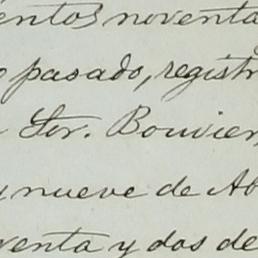 entos noventa
pasado, registr
Sor. Bouvier,
y nueve de Ab
venta y dos de